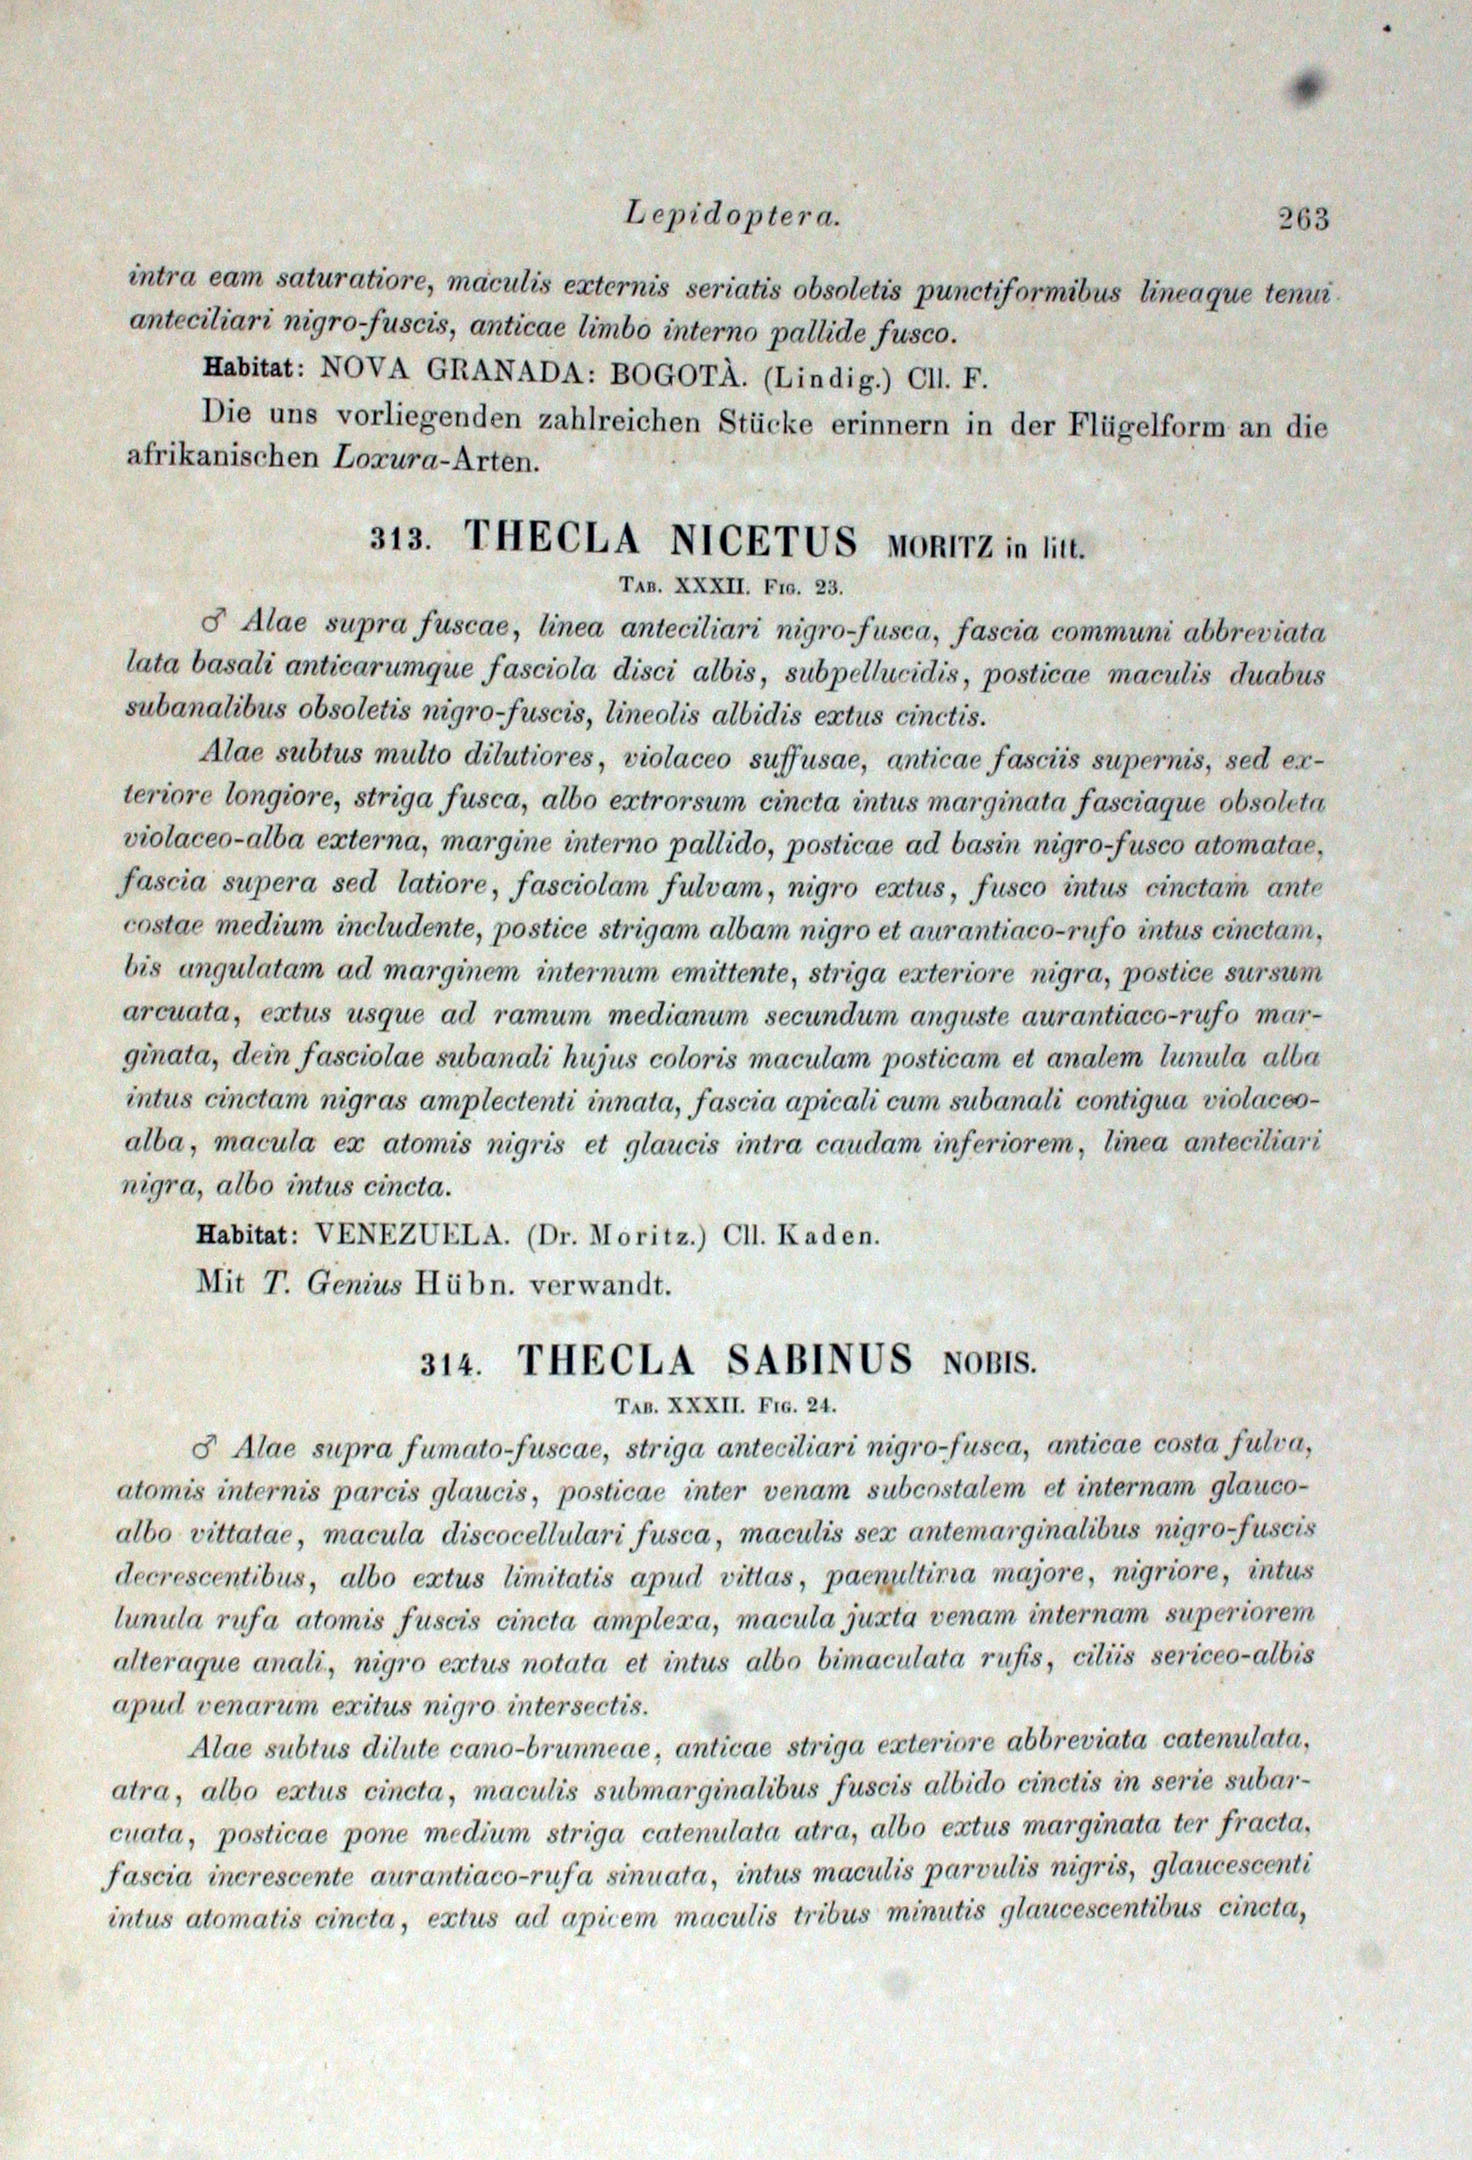 Lepidoptera. 263
intra eam saturatiore, maculis externis seriatis obsoletis punctiformibus lineaque tenui
anteciliari nigro-fuscis, anticae limbo interno pallide fusco.
Habitat: NOVA GRANADA: BOGOTÀ. (Lindig.) Cll. F.
Die uns vorliegenden zahlreichen Stücke erinnern in der Flügelform an die
afrikanischen Loxura-Arten.
313. THECLA NICETUS MORITZ in litt.
TAB. XXXII. FIG. 23.
♂ Alae supra fuscae, linea anteciliari nigro-fusca, fascia communi abbreviata
lata basali anticarumque fasciola disci albis, subpellucidis, posticae maculis duabus
subanalibus obsoletis nigro-fuscis, lineolis albidis extus cinctis.
Alae subtus multo dilutiores, violaceo suffusae, anticae fasciis supernis, sed ex-
teriore longiore, striga fusca, albo extrorsum cincta intus marginata fasciaque obsoleta
violaceo-alba externa, margine interno pallido, posticae ad basin nigro-fusco atomatae,
fascia supera sed latiore, fasciolam fulvam, nigro extus, fusco intus cinctam ante
costae medium includente, postice strigam albam nigro et aurantiaco-rufo intus cinctam,
bis angulatam ad marginem internum emittente, striga exteriore nigra, postice sursum
arcuata, extus usque ad ramum medianum secundum anguste aurantiaco-rufo mar-
ginata, dein fasciolae subanali hujus coloris maculam posticam et analem lunula alba
intus cinctam nigras amplectenti innata, fascia apicali cum subanali contigua violaceo-
alba, macula ex atomis nigris et glaucis intra caudam inferiorem, linea anteciliari
nigra, albo intus cincta.
Habitat: VENEZUELA. (Dr. Moritz.) Cll. Kaden.
Mit T. Genius Hübn. verwandt.
314. THECLA SABINUS NOBIS.
TAB. XXXII. FIG. 24.
♂ Alae supra fumato-fuscae, striga anteciliari nigro-fusca, anticae costa fulva,
atomis internis parcis glaucis, posticae inter venam subcostalem et internam glauco-
albo vittatae, macula discocellulari fusca, maculis sex antemarginalibus nigro-fuscis
decrescentibus, albo extus limitatis apud vittas, paenultima majore, nigriore, intus
lunula rufa atomis fuscis cincta amplexa, macula juxta venam internam superiorem
alteraque anali, nigro extus notata et intus albo bimaculata rufis, ciliis sericeo-albis
apud venarum exitus nigro intersectis.
Alae subtus dilute cano-brunneae, anticae striga exteriore abbreviata catenulata,
atra, albo extus cincta, maculis submarginalibus fuscis albido cinctis in serie subar-
cuata, posticae pone medium striga catenulata atra, albo extus marginata ter fracta,
fascia increscente aurantiaco-rufa sinuata, intus maculis parvulis nigris, glaucescenti
intus atomatis cincta, extus ad apicem maculis tribus minutis glaucescentibus cincta,